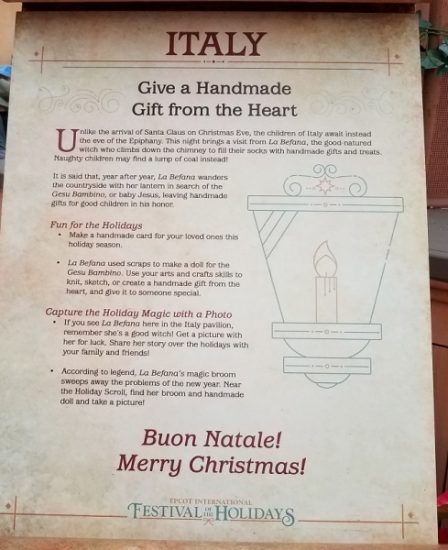 ITALY
Give a Handmade
Gift from the Heart
Unlike the arrival of Santa Claus on Christmas Eve, the children of Italy await instead
the eve of the Epiphany. This night brings a visit from La Befana, the good-natured
witch who climbs down the chimney to fill their socks with handmade gifts and treats.
Naughty children may find a lump of coal instead!
It is said that, year after year, La Befana wanders
the countryside with her lantern in search of the
Gesu Bambino, or baby Jesus, leaving handmade
gifts for good children in his honor.
Fun for the Holidays
• Make a handmade card for your loved ones this
holiday season.
• La Befana used scraps to make a doll for the
Gesu Bambino. Use your arts and crafts skills to
knit, sketch, or create a handmade gift from the
heart, and give it to someone special.
Capture the Holiday Magic with a Photo
• If you see La Befana here in the Italy pavilion,
remember she's a good witch! Get a picture with
her for luck. Share her story over the holidays with
your family and friends!
• According to legend, La Befana's magic broom
sweeps away the problems of the new year. Near
the Holiday Scroll, find her broom and handmade
doll and take a picture!
Buon Natale!
Merry Christmas!
EPCOT INTERNATIONAL
FESTIVAL OF THE HOLIDAYS